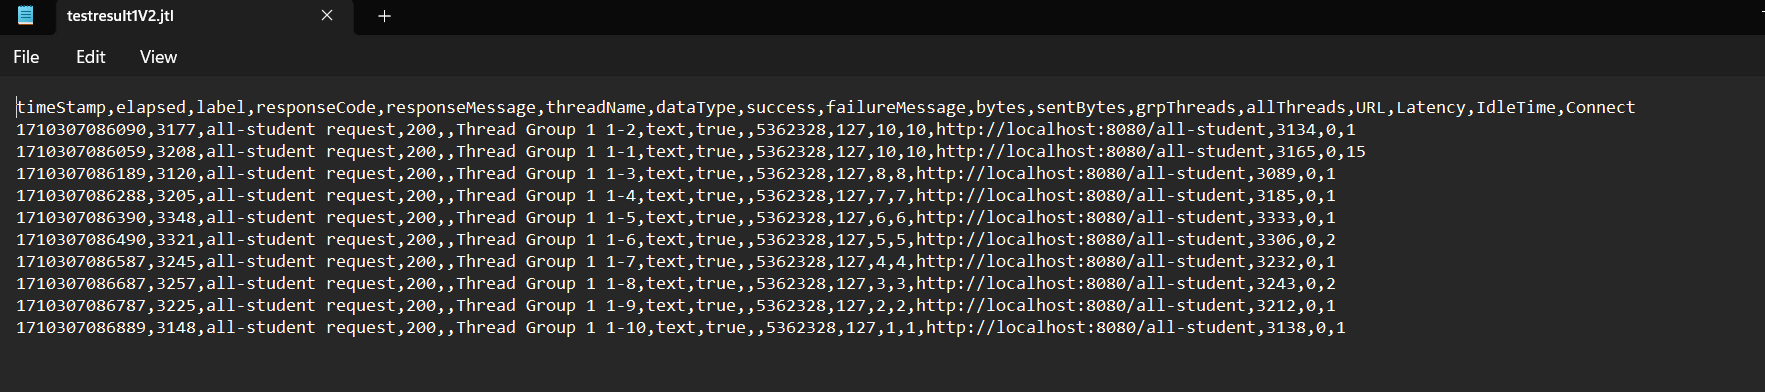 testresult1V2.jtl
File Edit View
timeStamp,elapsed,label,responseCode,responseMessage,threadName,dataType,success,failureMessage,bytes,sentBytes,grpThreads,allThreads,URL,Latency,IdleTime,Connect
1710307086090,3177,all-student request,200,,Thread Group 1 1-2,text,true,,5362328,127,10,10,http://localhost:8080/all-student,3134,0,1
1710307086059,3208,all-student request,200,,Thread Group 1 1-1,text,true,,5362328,127,10,10,http://localhost:8080/all-student,3165,0,15
1710307086189,3120,all-student request,200,,Thread Group 1 1-3,text,true,,5362328,127,8,8,http://localhost:8080/all-student,3089,0,1
1710307086288,3205,all-student request,200,,Thread Group 1 1-4,text,true,,5362328,127,7,7,http://localhost:8080/all-student,3185,0,1
1710307086390,3348,all-student request,200,,Thread Group 1 1-5,text,true,,5362328,127,6,6,http://localhost:8080/all-student,3333,0,1
1710307086490,3321,all-student request,200,,Thread Group 1 1-6,text,true,,5362328,127,5,5,http://localhost:8080/all-student,3306,0,2
1710307086587,3245,all-student request,200,,Thread Group 1 1-7,text,true,,5362328,127,4,4,http://localhost:8080/all-student,3232,0,1
1710307086687,3257,all-student request,200,,Thread Group 1 1-8,text,true,,5362328,127,3,3,http://localhost:8080/all-student,3243,0,2
1710307086787,3225,all-student request,200,,Thread Group 1 1-9,text,true,,5362328,127,2,2,http://localhost:8080/all-student,3212,0,1
1710307086889,3148,all-student request,200,,Thread Group 1 1-10,text,true,,5362328,127,1,1,http://localhost:8080/all-student,3138,0,1